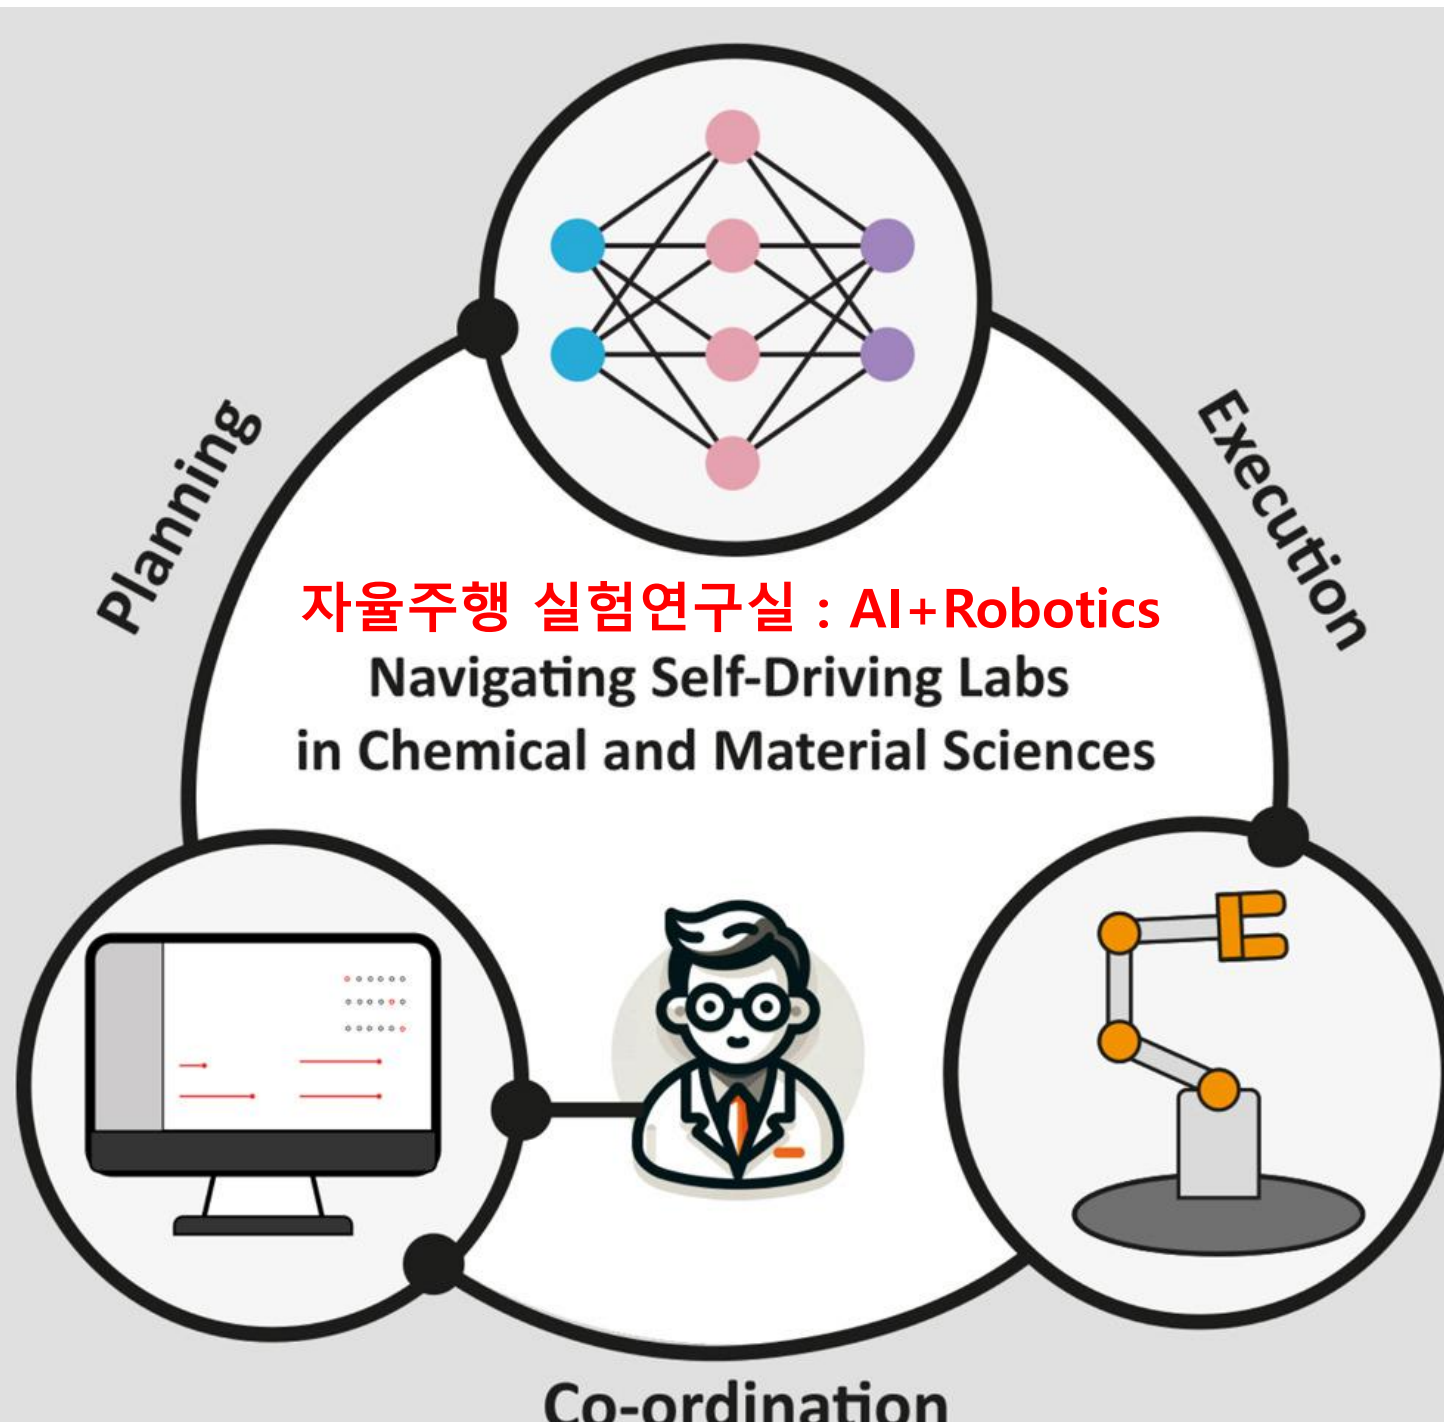 Planning
Execution
자율주행 실험연구실 : AI+Robotics
Navigating Self-Driving Labs
in Chemical and Material Sciences
Co-ordination